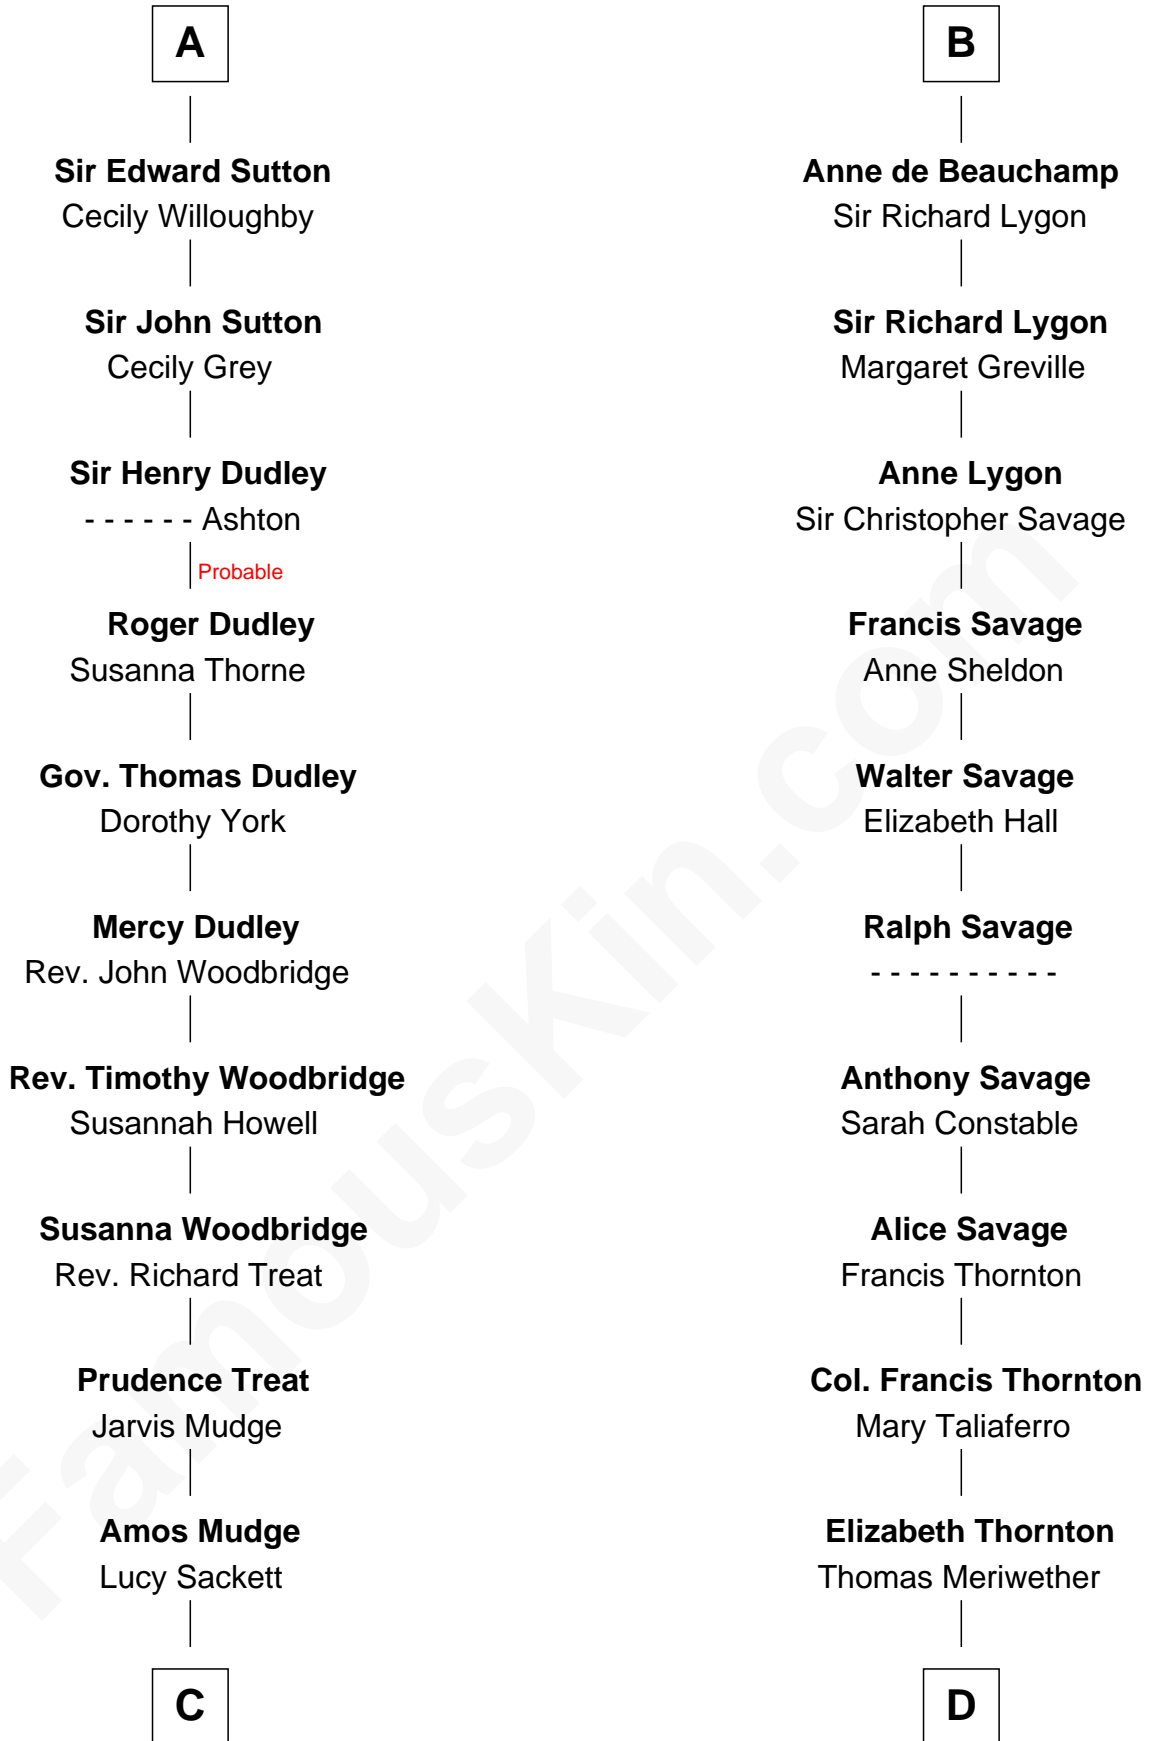 A
Sir Edward Sutton
Cecily Willoughby
Sir John Sutton
Cecily Grey
Sir Henry Dudley
- - - - - - Ashton
Probable
Roger Dudley
Susanna Thorne
Gov. Thomas Dudley
Dorothy York
Mercy Dudley
Rev. John Woodbridge
Rev. Timothy Woodbridge
Susannah Howell
Susanna Woodbridge
Rev. Richard Treat
Prudence Treat
Jarvis Mudge
Amos Mudge
Lucy Sackett
C
B
Anne de Beauchamp
Sir Richard Lygon
Sir Richard Lygon
Margaret Greville
Anne Lygon
Sir Christopher Savage
Francis Savage
Anne Sheldon
Walter Savage
Elizabeth Hall
Ralph Savage
- - - - - - - - - -
Anthony Savage
Sarah Constable
Alice Savage
Francis Thornton
Col. Francis Thornton
Mary Taliaferro
Elizabeth Thornton
Thomas Meriwether
D
FamousKin.com